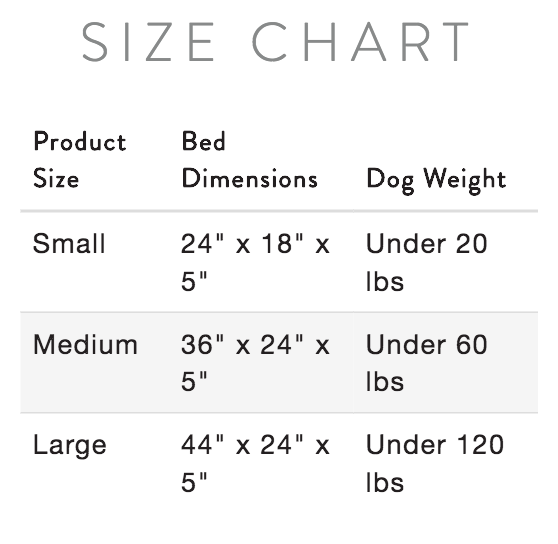 SIZE CHART
Product Size	Bed Dimensions	Dog Weight
Small	24" x 18" x 5"	Under 20 lbs
Medium	36" x 24" x 5"	Under 60 lbs
Large	44" x 24" x 5"	Under 120 lbs